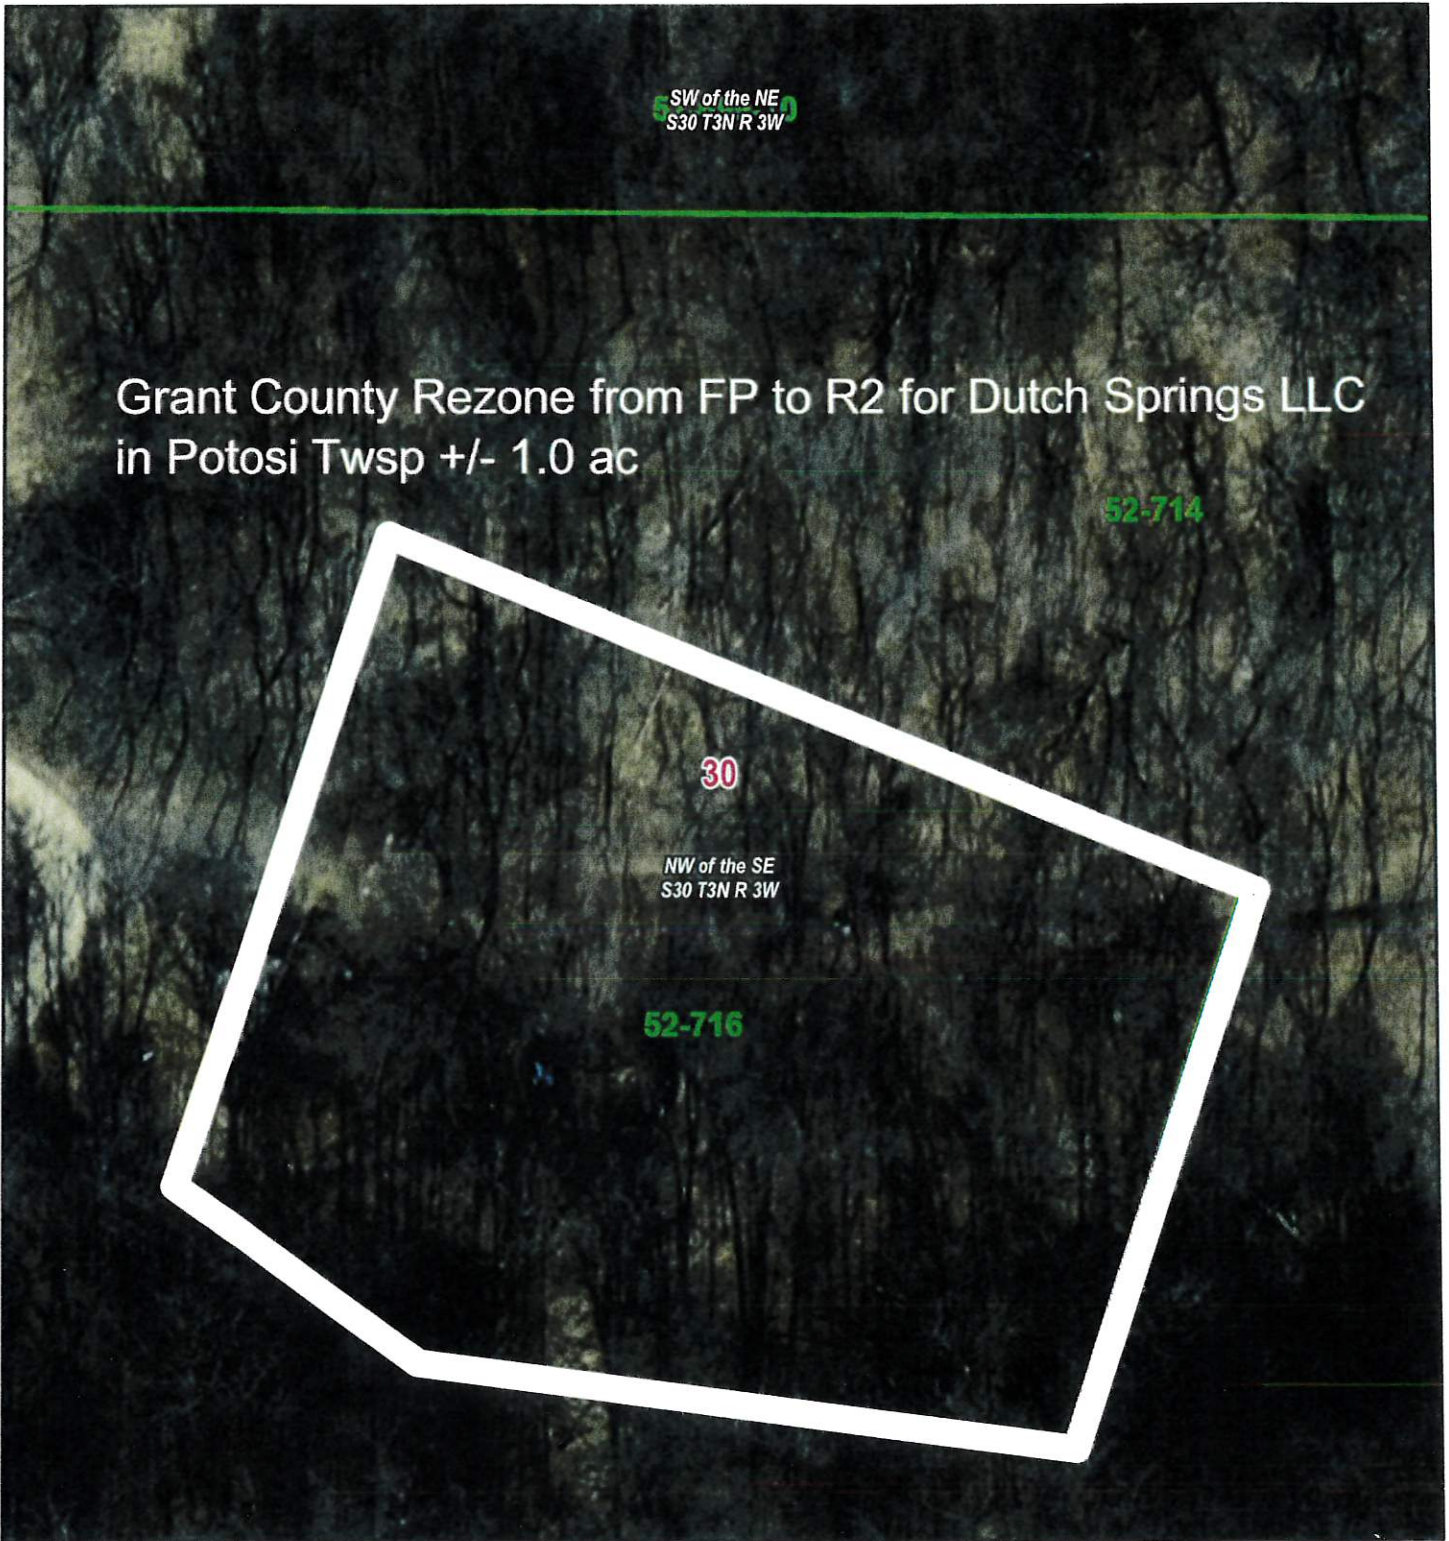 SW of the NE
S30 T3N R 3W
Grant County Rezone from FP to R2 for Dutch Springs LLC
in Potosi Twsp +/- 1.0 ac
52-714
30
NW of the SE
S30 T3N R 3W
52-716